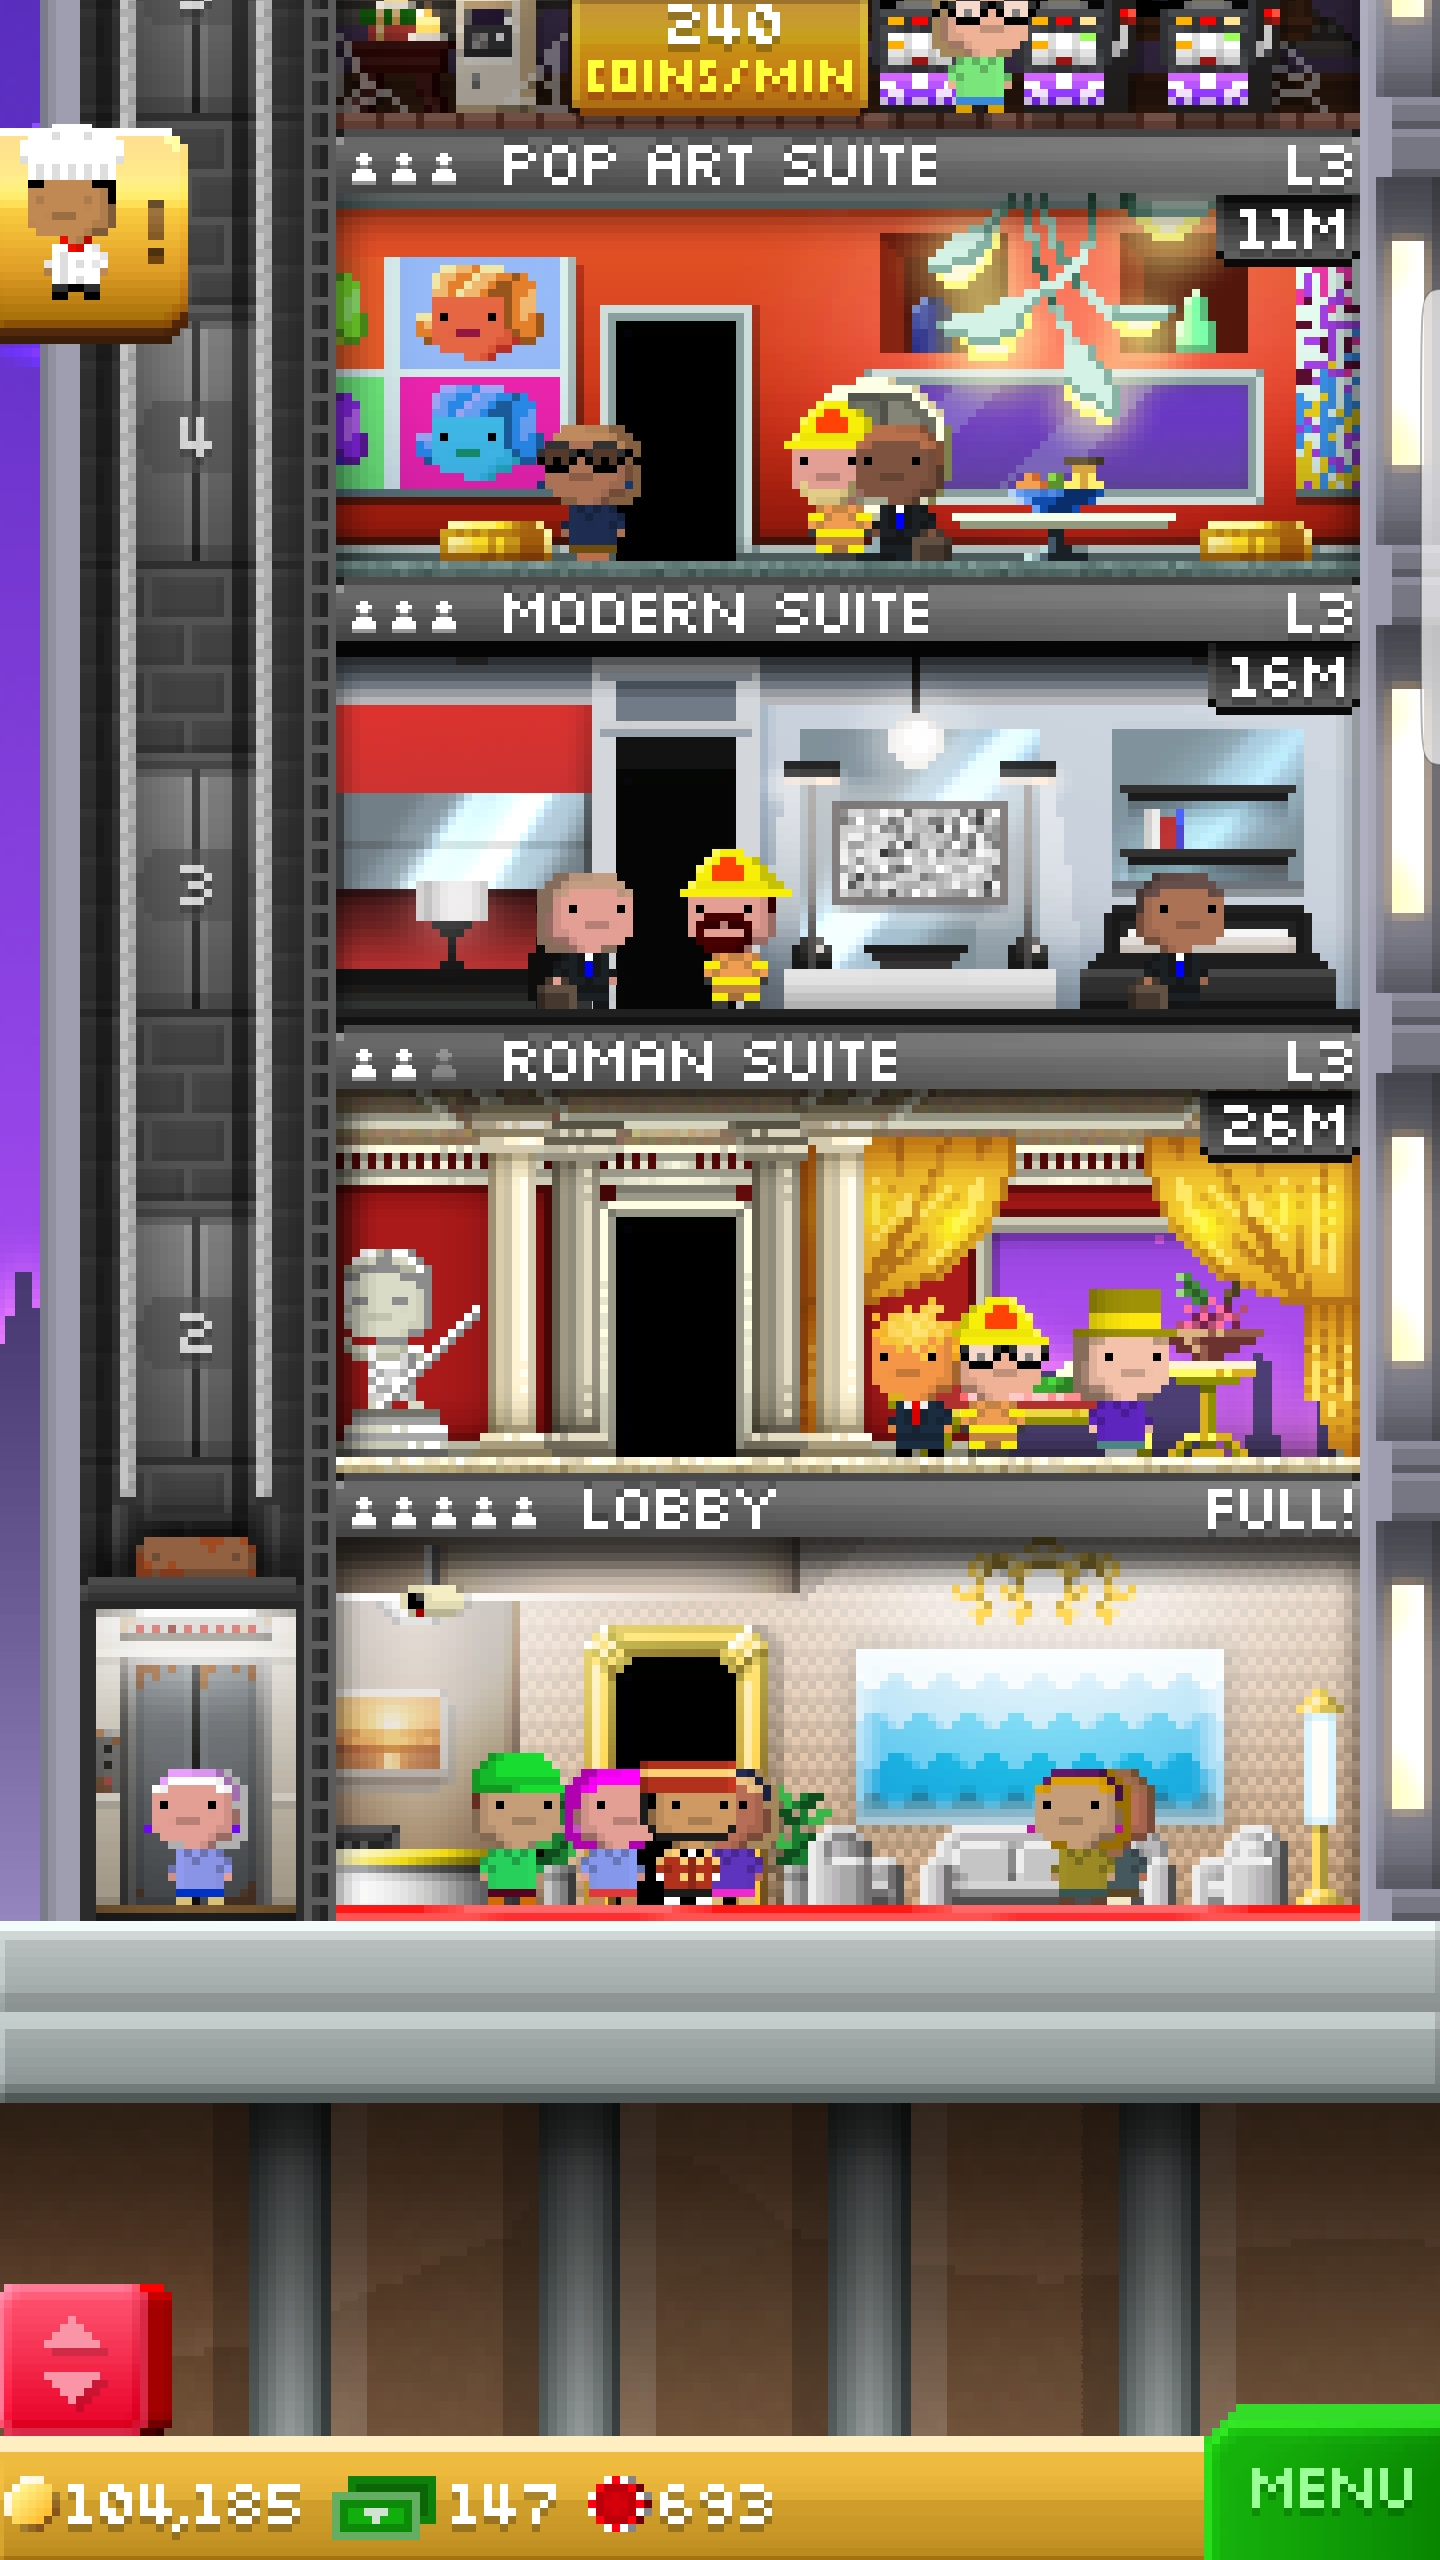 240
COINS/MIN
POP ART SUITE L3
11M
!
4
MODERN SUITE L3
16M
3
ROMAN SUITE L3
26M
2
LOBBY FULL!
104,185 147 693
MENU